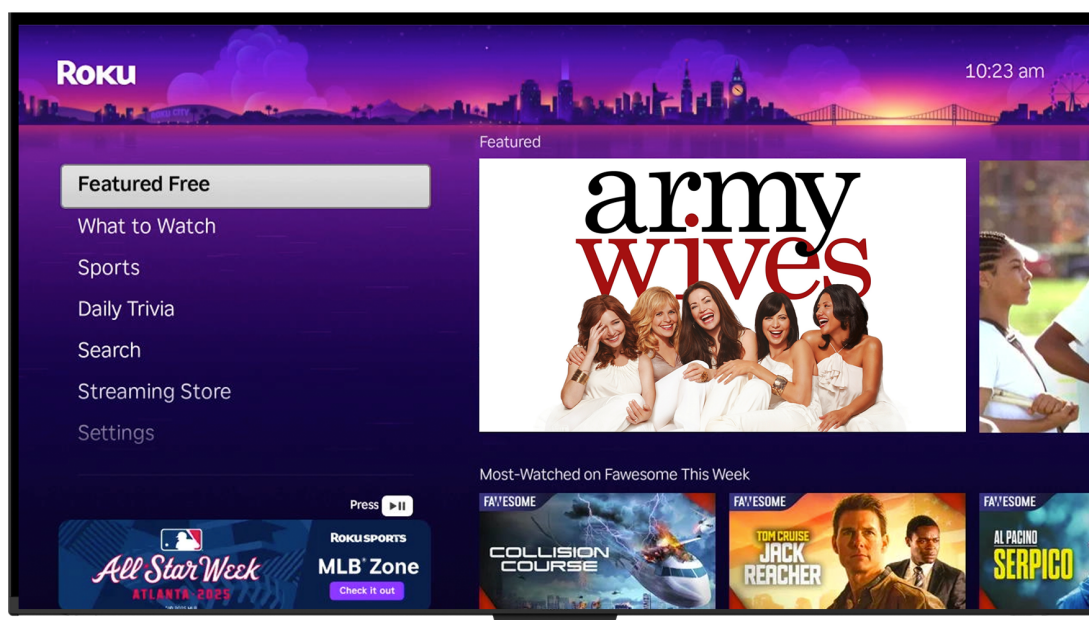 Roku
10:23 am
ROKU CITY
Featured Free
What to Watch
Sports
Daily Trivia
Search
Streaming Store
Settings
Press
All-Star Week
ATLANTA 2025
ROKU SPORTS
MLB® Zone
Check it out
Featured
army
wives
Most-Watched on Fawesome This Week
FAWESOME
COLLISION
COURSE
FAWESOME
TOM CRUISE
JACK
REACHER
FAWESOME
AL PACINO
SERPICO